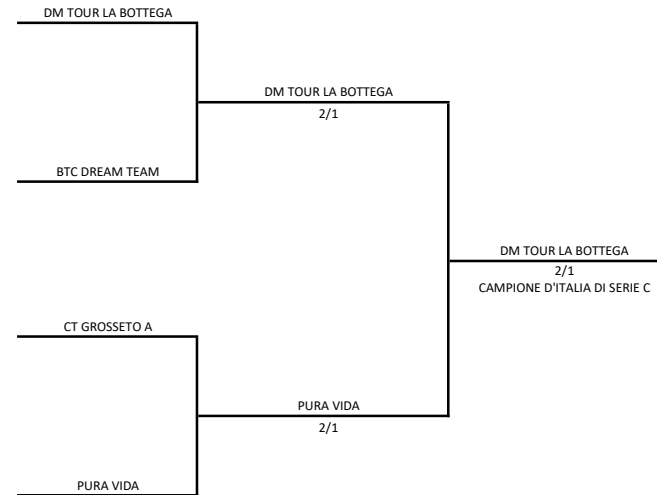 DM TOUR LA BOTTEGA
DM TOUR LA BOTTEGA
2/1
BTC DREAM TEAM
DM TOUR LA BOTTEGA
2/1
CAMPIONE D'ITALIA DI SERIE C
CT GROSSETO A
PURA VIDA
2/1
PURA VIDA